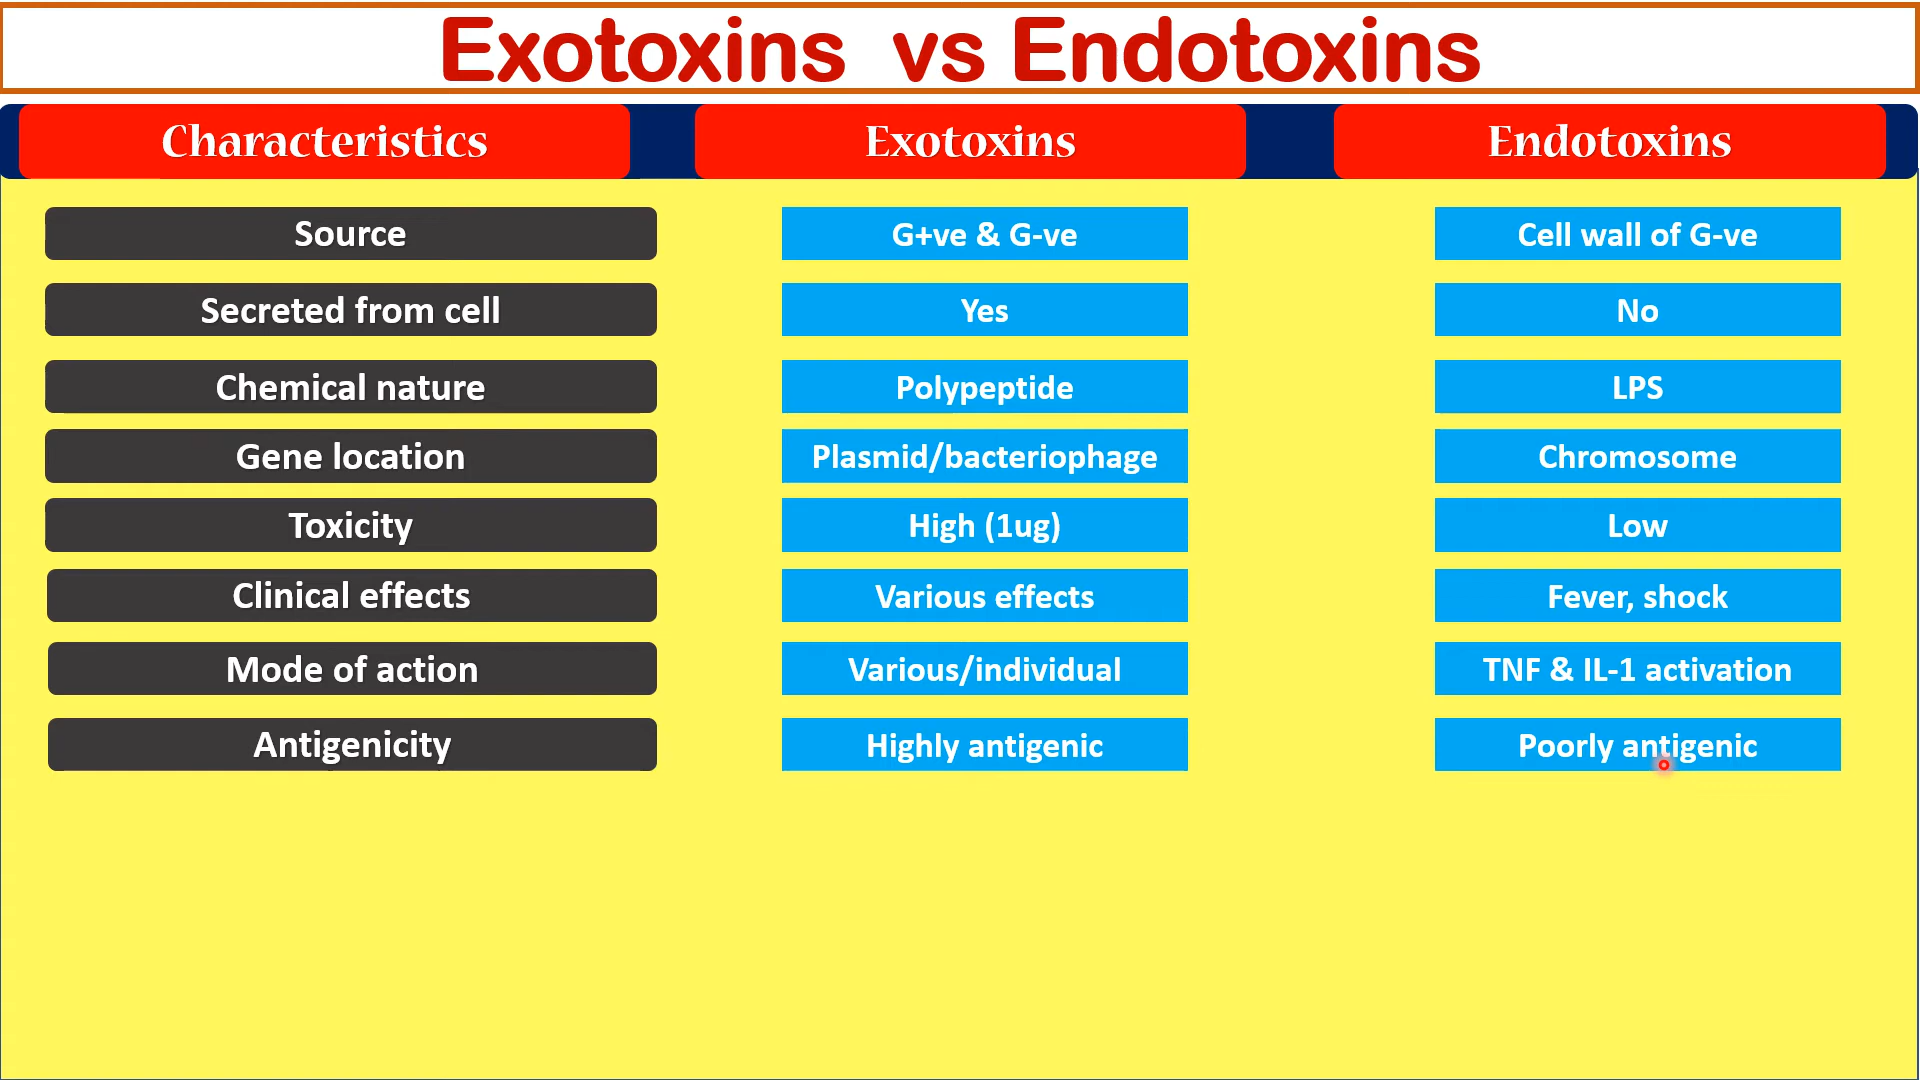 Exotoxins vs Endotoxins
Characteristics Exotoxins Endotoxins
Source G+ve & G-ve Cell wall of G-ve
Secreted from cell Yes No
Chemical nature Polypeptide LPS
Gene location Plasmid/bacteriophage Chromosome
Toxicity High (1ug) Low
Clinical effects Various effects Fever, shock
Mode of action Various/individual TNF & IL-1 activation
Antigenicity Highly antigenic Poorly antigenic